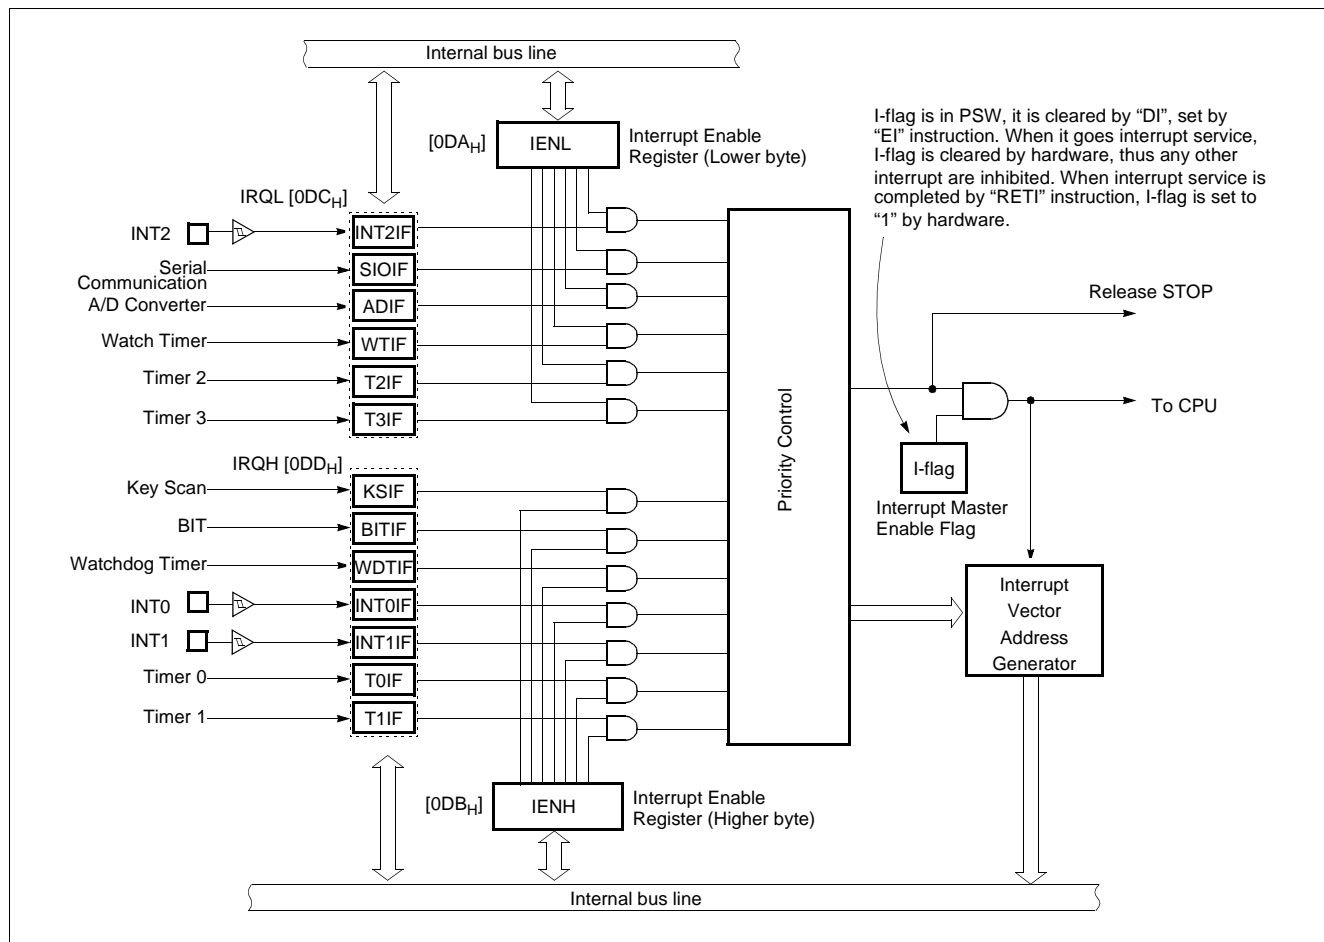 Internal bus line
[0DAH]
IENL
Interrupt Enable
Register (Lower byte)
I-flag is in PSW, it is cleared by “DI”, set by
“EI” instruction. When it goes interrupt service,
I-flag is cleared by hardware, thus any other
interrupt are inhibited. When interrupt service is
completed by “RETI” instruction, I-flag is set to
“1” by hardware.
IRQL [0DCH]
INT2
INT2IF
Serial
Communication
SIOIF
A/D Converter
ADIF
Watch Timer
WTIF
Timer 2
T2IF
Timer 3
T3IF
Release STOP
To CPU
Priority Control
I-flag
Interrupt Master
Enable Flag
IRQH [0DDH]
Key Scan
KSIF
BIT
BITIF
Watchdog Timer
WDTIF
INT0
INT0IF
INT1
INT1IF
Timer 0
T0IF
Timer 1
T1IF
Interrupt
Vector
Address
Generator
[0DBH]
IENH
Interrupt Enable
Register (Higher byte)
Internal bus line